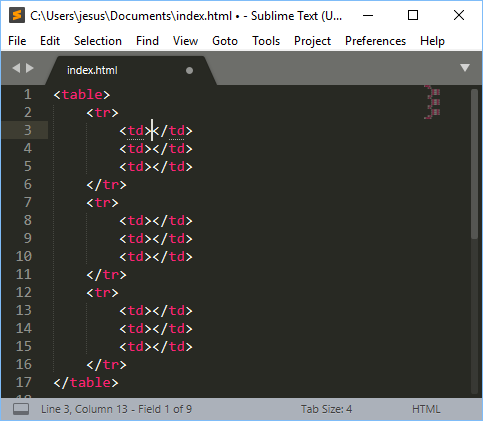 C:\Users\jesus\Documents\index.html • - Sublime Text (U...
File Edit Selection Find View Goto Tools Project Preferences Help
index.html
1 <table>
2 <tr>
3 <td></td>
4 <td></td>
5 <td></td>
6 </tr>
7 <tr>
8 <td></td>
9 <td></td>
10 <td></td>
11 </tr>
12 <tr>
13 <td></td>
14 <td></td>
15 <td></td>
16 </tr>
17 </table>
Line 3, Column 13 - Field 1 of 9 Tab Size: 4 HTML